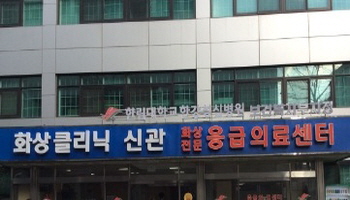 한림대학교한강성심병원
화상클리닉 신관 화상전문 응급의료센터